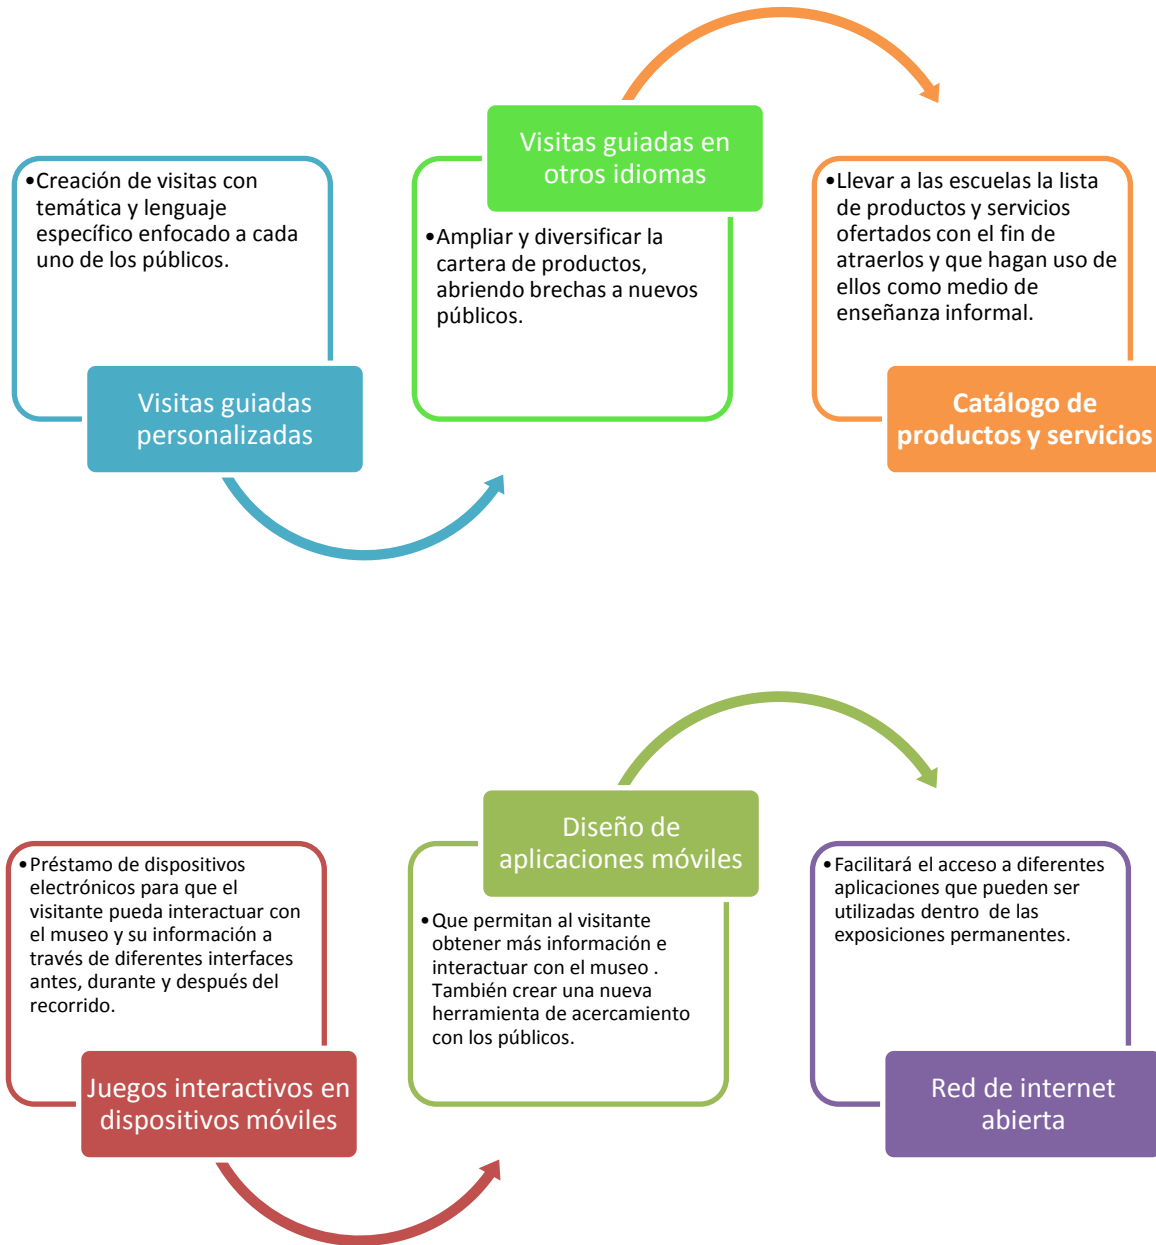 •Creación de visitas con
temática y lenguaje
específico enfocado a cada
uno de los públicos.
Visitas guiadas
personalizadas
Visitas guiadas en
otros idiomas
•Ampliar y diversificar la
cartera de productos,
abriendo brechas a nuevos
públicos.
•Llevar a las escuelas la lista
de productos y servicios
ofertados con el fin de
atraerlos y que hagan uso de
ellos como medio de
enseñanza informal.
Catálogo de
productos y servicios
•Préstamo de dispositivos
electrónicos para que el
visitante pueda interactuar con
el museo y su información a
través de diferentes interfaces
antes, durante y después del
recorrido.
Juegos interactivos en
dispositivos móviles
Diseño de
aplicaciones móviles
•Que permitan al visitante
obtener más información e
interactuar con el museo .
También crear una nueva
herramienta de acercamiento
con los públicos.
•Facilitará el acceso a diferentes
aplicaciones que pueden ser
utilizadas dentro  de las
exposiciones permanentes.
Red de internet
abierta